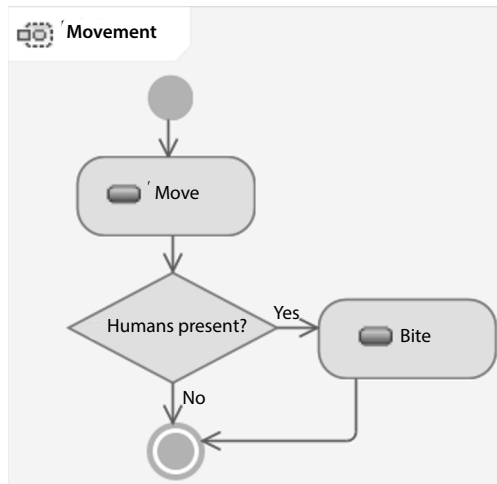 Movement
Move
Humans present?
Yes
Bite
No